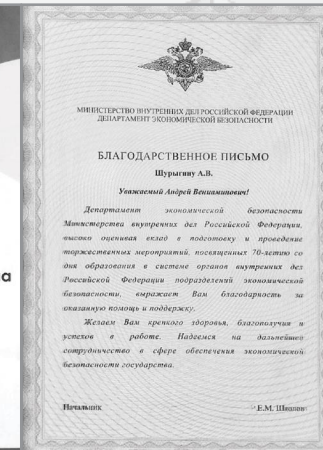 МИНИСТЕРСТВО ВНУТРЕННИХ ДЕЛ РОССИЙСКОЙ ФЕДЕРАЦИИ
ДЕПАРТАМЕНТ ЭКОНОМИЧЕСКОЙ БЕЗОПАСНОСТИ
БЛАГОДАРСТВЕННОЕ ПИСЬМО
Шурыгину А.В.
Уважаемый Андрей Вениаминович!
Департамент экономической безопасности
Министерства внутренних дел Российской Федерации,
высоко оценивая вклад в подготовку и проведение
торжественных мероприятий, посвященных 70-летию со
дня образования в системе органов внутренних дел
Российской Федерации подразделений экономической
безопасности, выражает Вам благодарность за
оказанную помощь и поддержку.
Желаем Вам крепкого здоровья, благополучия и
успехов в работе. Надеемся на дальнейшее
сотрудничество в сфере обеспечения экономической
безопасности государства.
Начальник Е.М. Школов
а